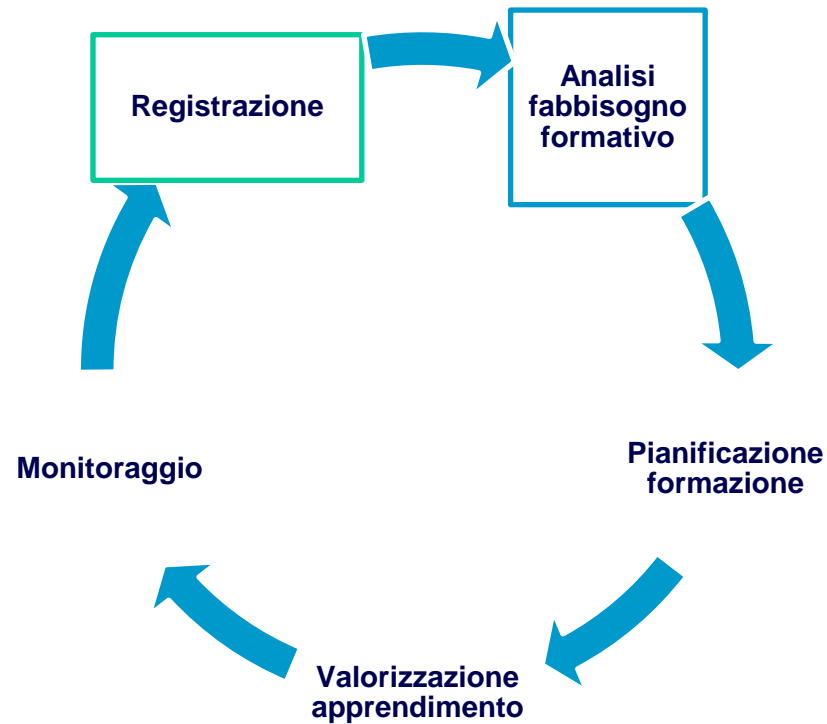 Registrazione
Analisi
fabbisogno
formativo
Pianificazione
formazione
Valorizzazione
apprendimento
Monitoraggio